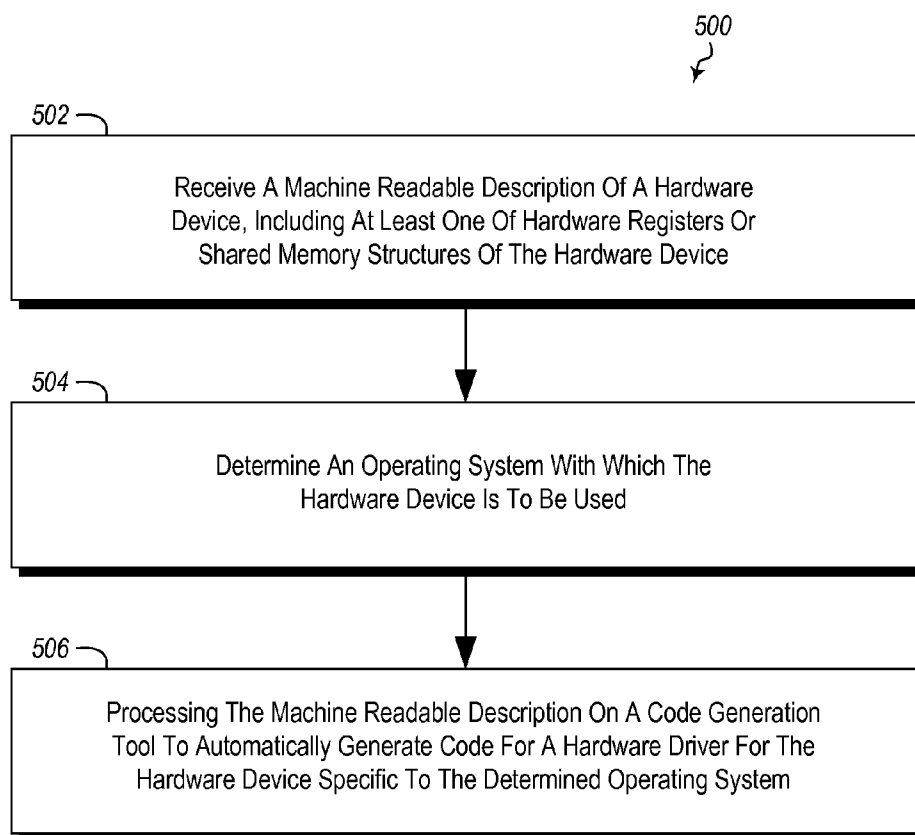 500
502
Receive A Machine Readable Description Of A Hardware
Device, Including At Least One Of Hardware Registers Or
Shared Memory Structures Of The Hardware Device
504
Determine An Operating System With Which The
Hardware Device Is To Be Used
506
Processing The Machine Readable Description On A Code Generation
Tool To Automatically Generate Code For A Hardware Driver For The
Hardware Device Specific To The Determined Operating System